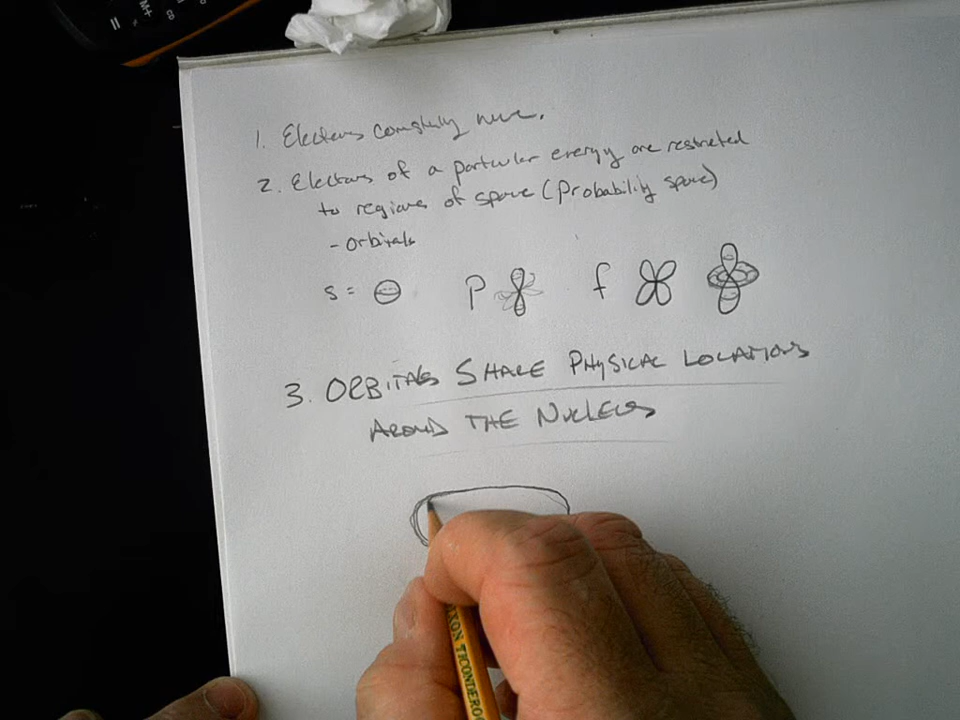 M+
1. Electrons constantly move.
2. Electrons of a particular energy are restricted
to regions of space (Probability space)
- Orbitals
s = P f
3. ORBITALS SHARE PHYSICAL LOCATIONS
AROUND THE NUCLEUS
TICONDEROG